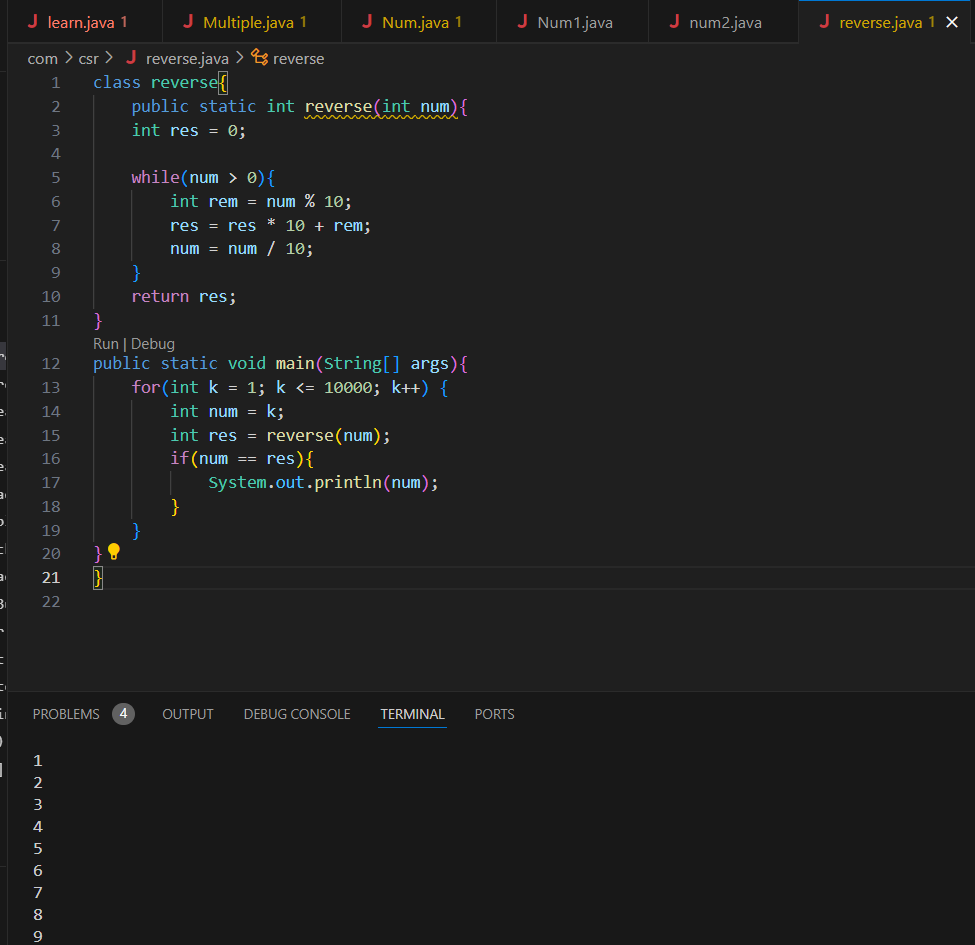 learn.java 1 Multiple.java 1 Num.java 1 Num1.java num2.java reverse.java 1
com > csr > reverse.java > reverse
1 class reverse{
2     public static int reverse(int num){
3     int res = 0;
4
5     while(num > 0){
6         int rem = num % 10;
7         res = res * 10 + rem;
8         num = num / 10;
9     }
10     return res;
11 }
Run | Debug
12 public static void main(String[] args){
13     for(int k = 1; k <= 10000; k++) {
14         int num = k;
15         int res = reverse(num);
16         if(num == res){
17             System.out.println(num);
18         }
19     }
20 }
21 }
22
PROBLEMS 4 OUTPUT DEBUG CONSOLE TERMINAL PORTS
1
2
3
4
5
6
7
8
9